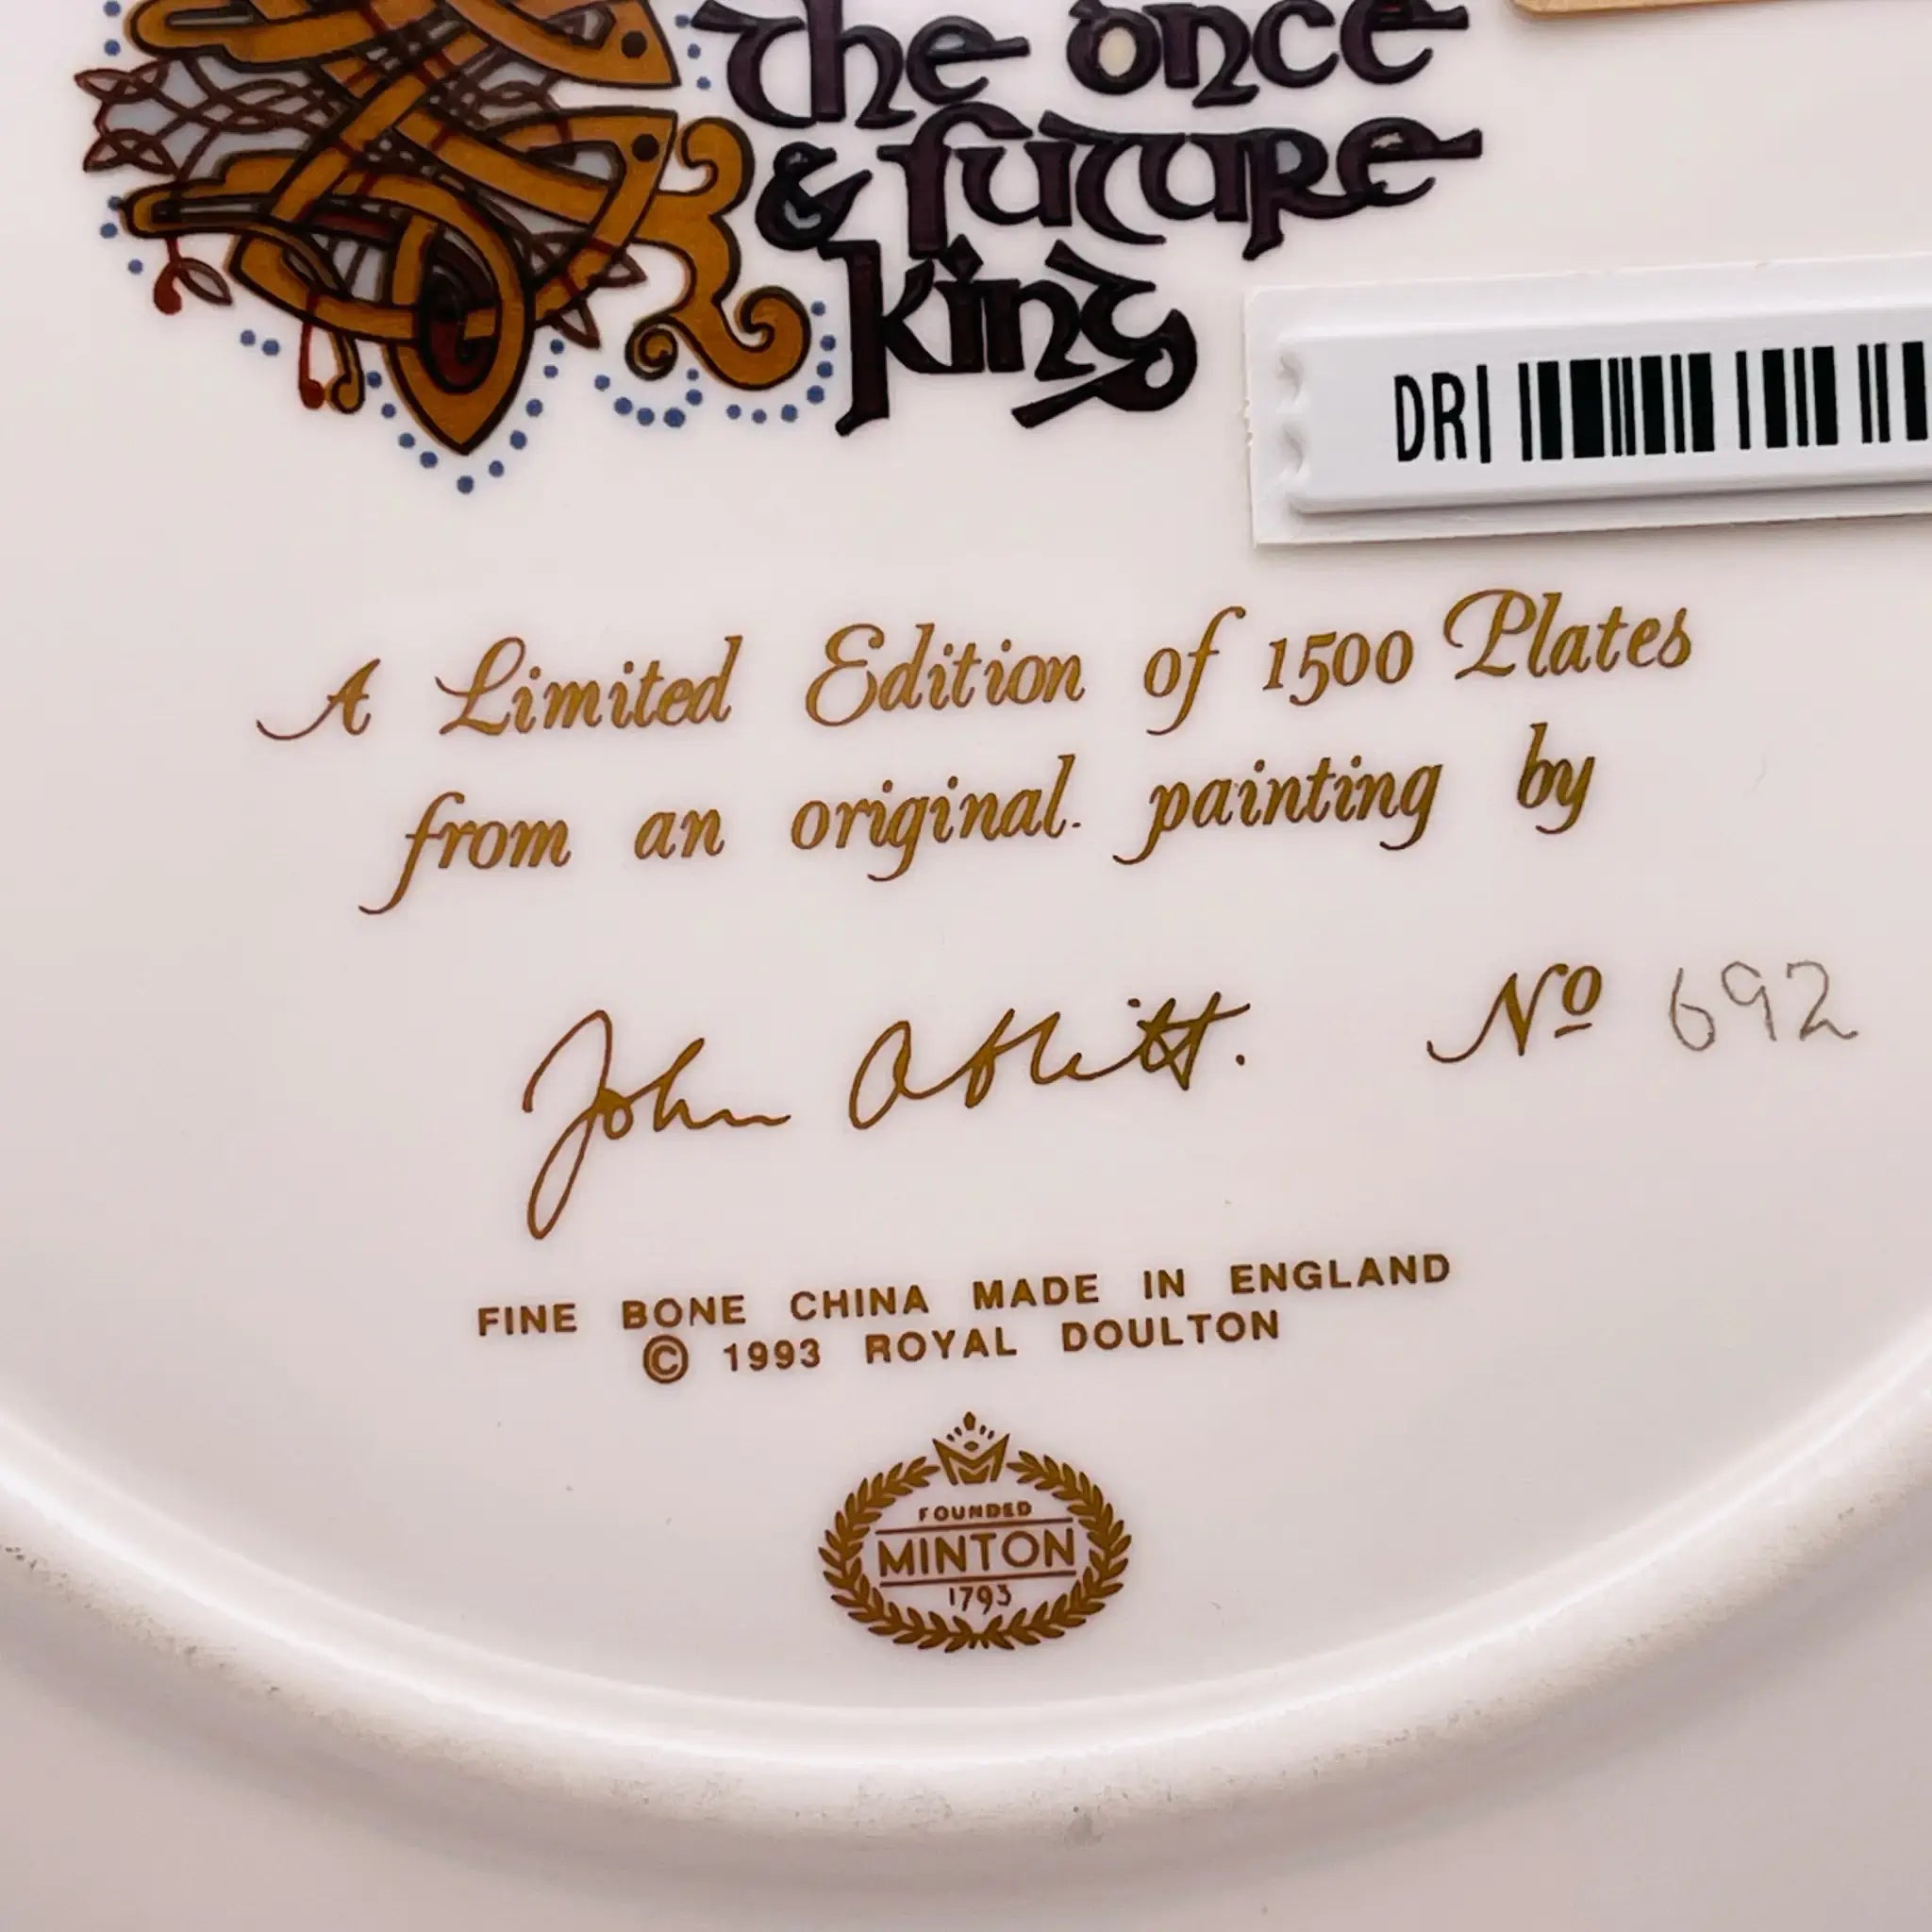 the once
& future
king
DRI
A Limited Edition of 1500 Plates
from an original painting by
John Ablitt.
Nº 692
FINE BONE CHINA MADE IN ENGLAND
© 1993 ROYAL DOULTON
FOUNDED
MINTON
1793